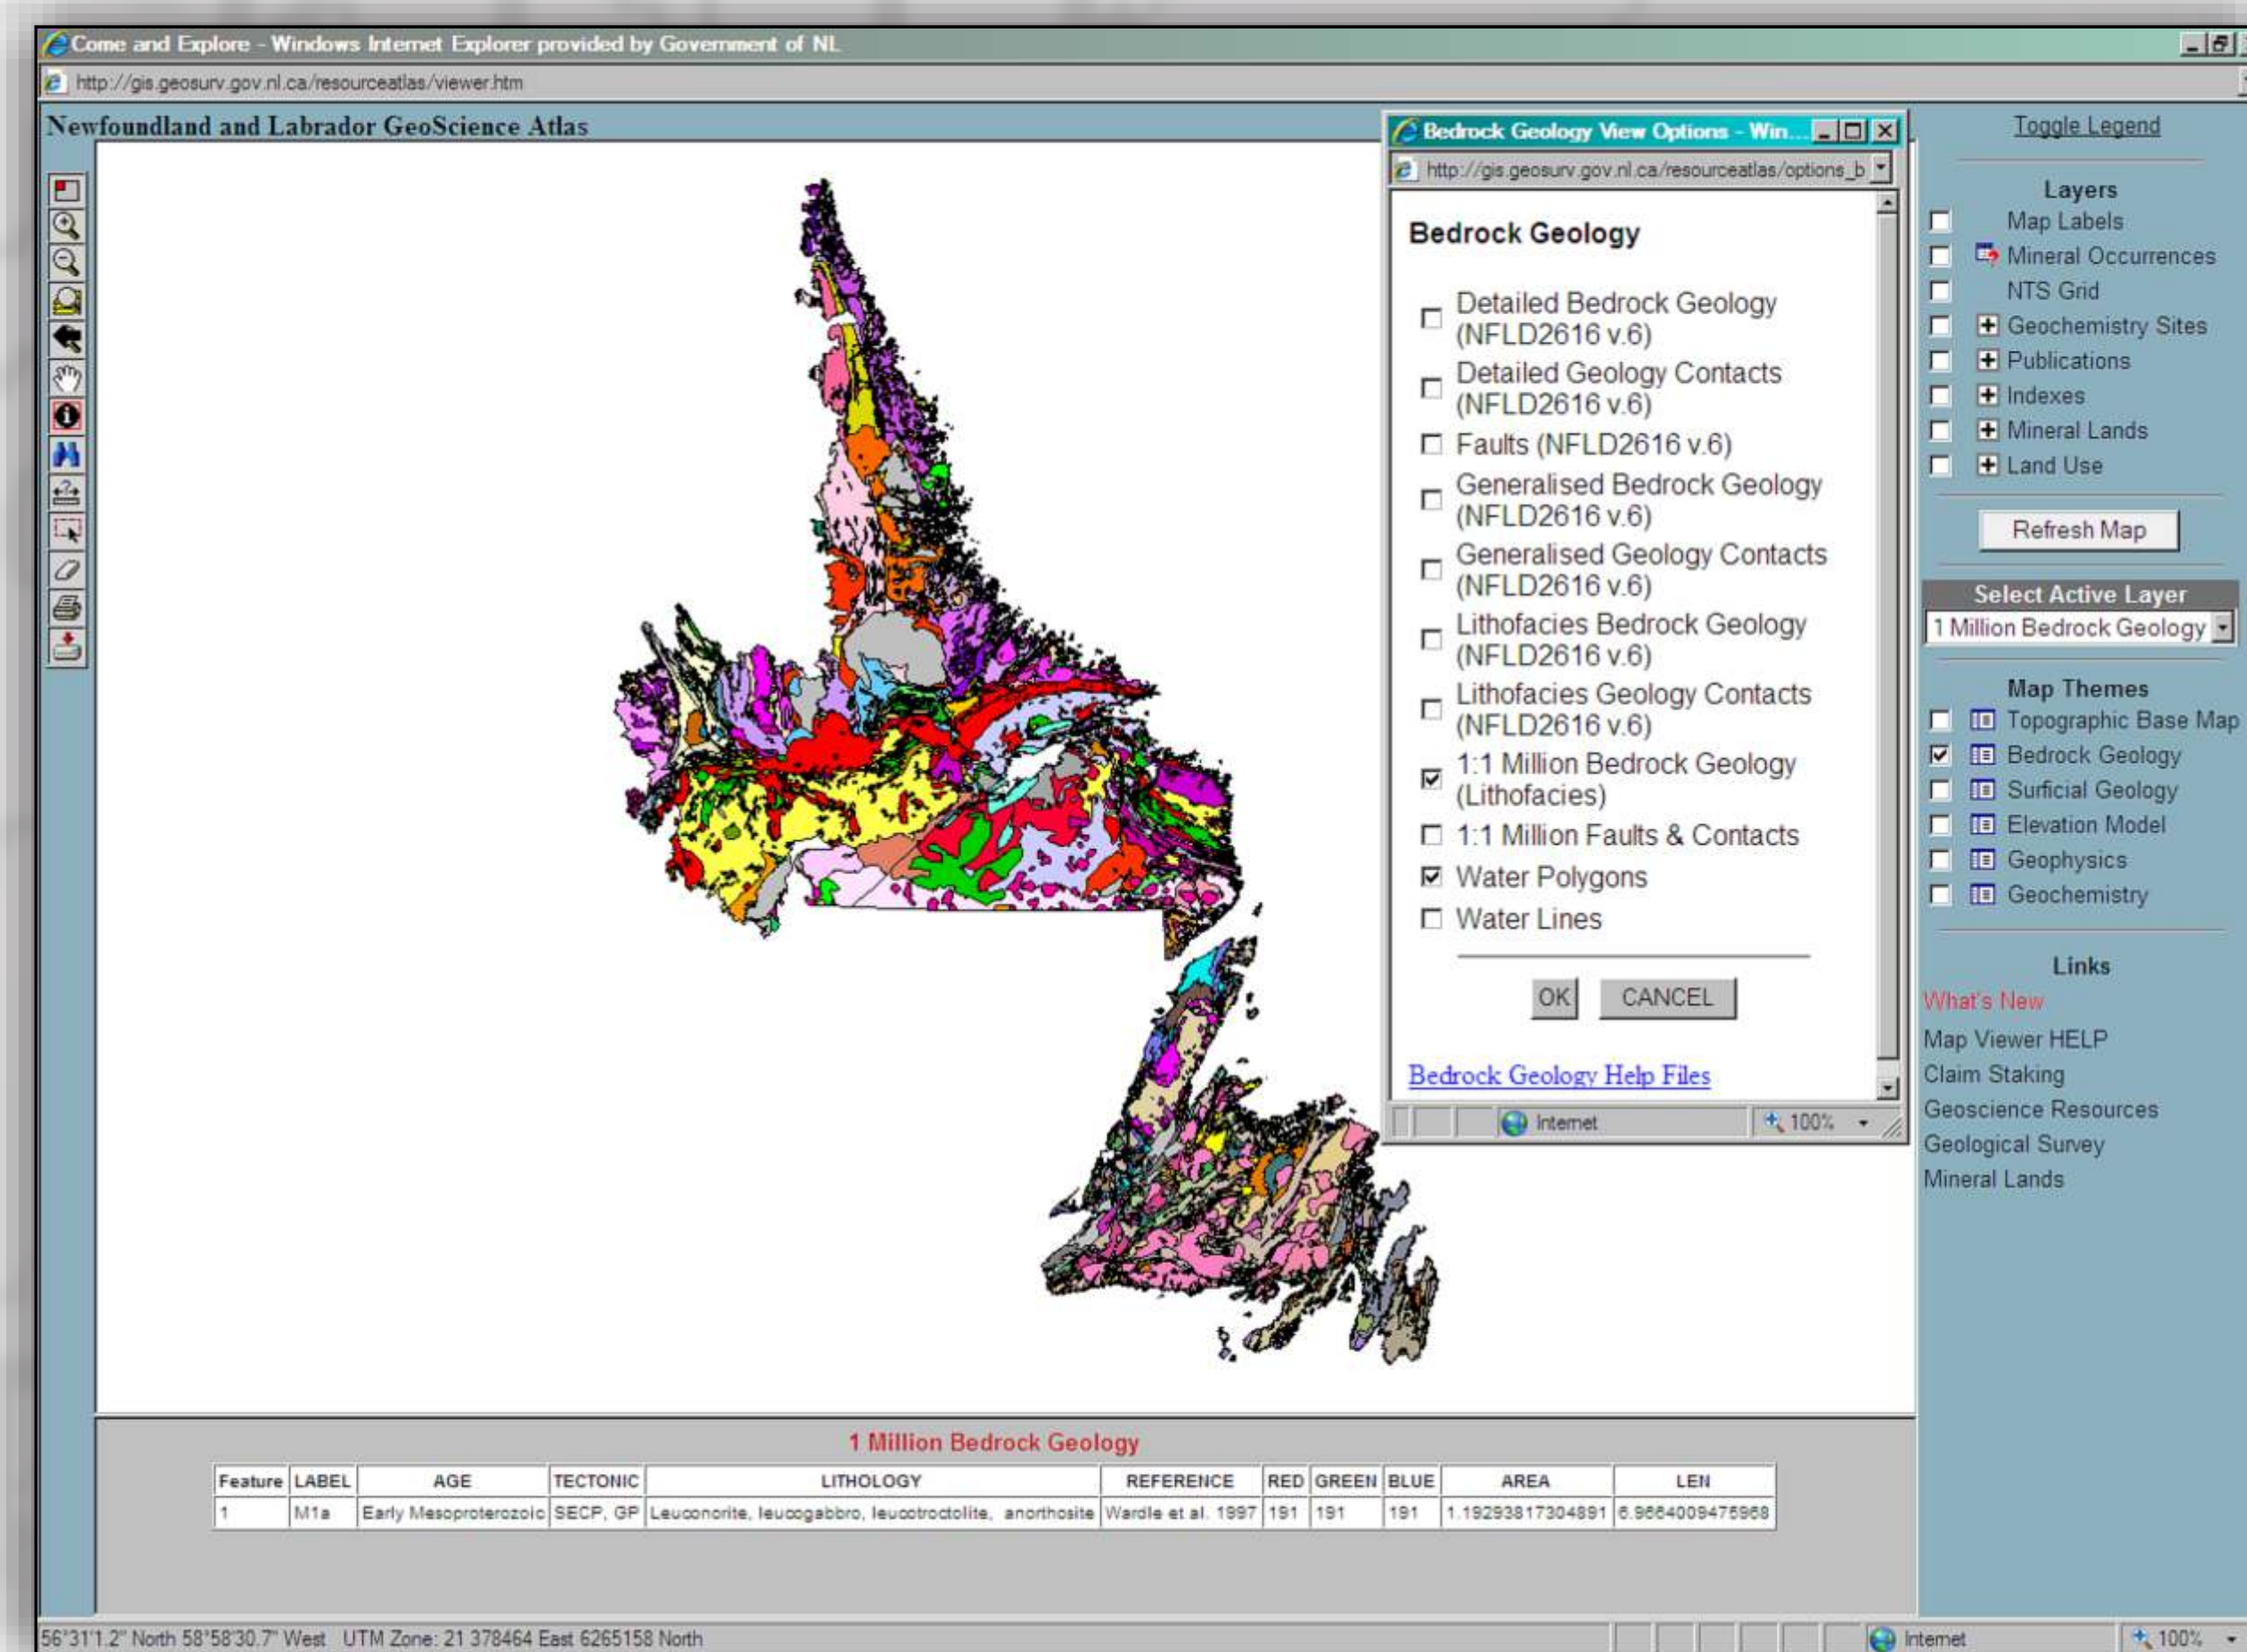 Come and Explore - Windows Internet Explorer provided by Government of NL
http://gis.geosurv.gov.nl.ca/resourceatlas/viewer.htm
Newfoundland and Labrador GeoScience Atlas
Bedrock Geology View Options - Win...
http://gis.geosurv.gov.nl.ca/resourceatlas/options_b
Bedrock Geology
Detailed Bedrock Geology
(NFLD2616 v.6)
Detailed Geology Contacts
(NFLD2616 v.6)
Faults (NFLD2616 v.6)
Generalised Bedrock Geology
(NFLD2616 v.6)
Generalised Geology Contacts
(NFLD2616 v.6)
Lithofacies Bedrock Geology
(NFLD2616 v.6)
Lithofacies Geology Contacts
(NFLD2616 v.6)
1:1 Million Bedrock Geology
(Lithofacies)
1:1 Million Faults & Contacts
Water Polygons
Water Lines
OK CANCEL
Bedrock Geology Help Files
Internet 100%
Toggle Legend
Layers
Map Labels
Mineral Occurrences
NTS Grid
Geochemistry Sites
Publications
Indexes
Mineral Lands
Land Use
Refresh Map
Select Active Layer
1 Million Bedrock Geology
Map Themes
Topographic Base Map
Bedrock Geology
Surficial Geology
Elevation Model
Geophysics
Geochemistry
Links
What's New
Map Viewer HELP
Claim Staking
Geoscience Resources
Geological Survey
Mineral Lands
1 Million Bedrock Geology
Feature LABEL AGE TECTONIC LITHOLOGY REFERENCE RED GREEN BLUE AREA LEN
1 M1a Early Mesoproterozoic SECP, GP Leuconorite, leucogabbro, leucotroctolite, anorthosite Wardle et al. 1997 191 191 191 1.19293817304891 6.9664009475968
56°31'1.2" North 58°58'30.7" West UTM Zone: 21 378464 East 6265158 North
Internet 100%